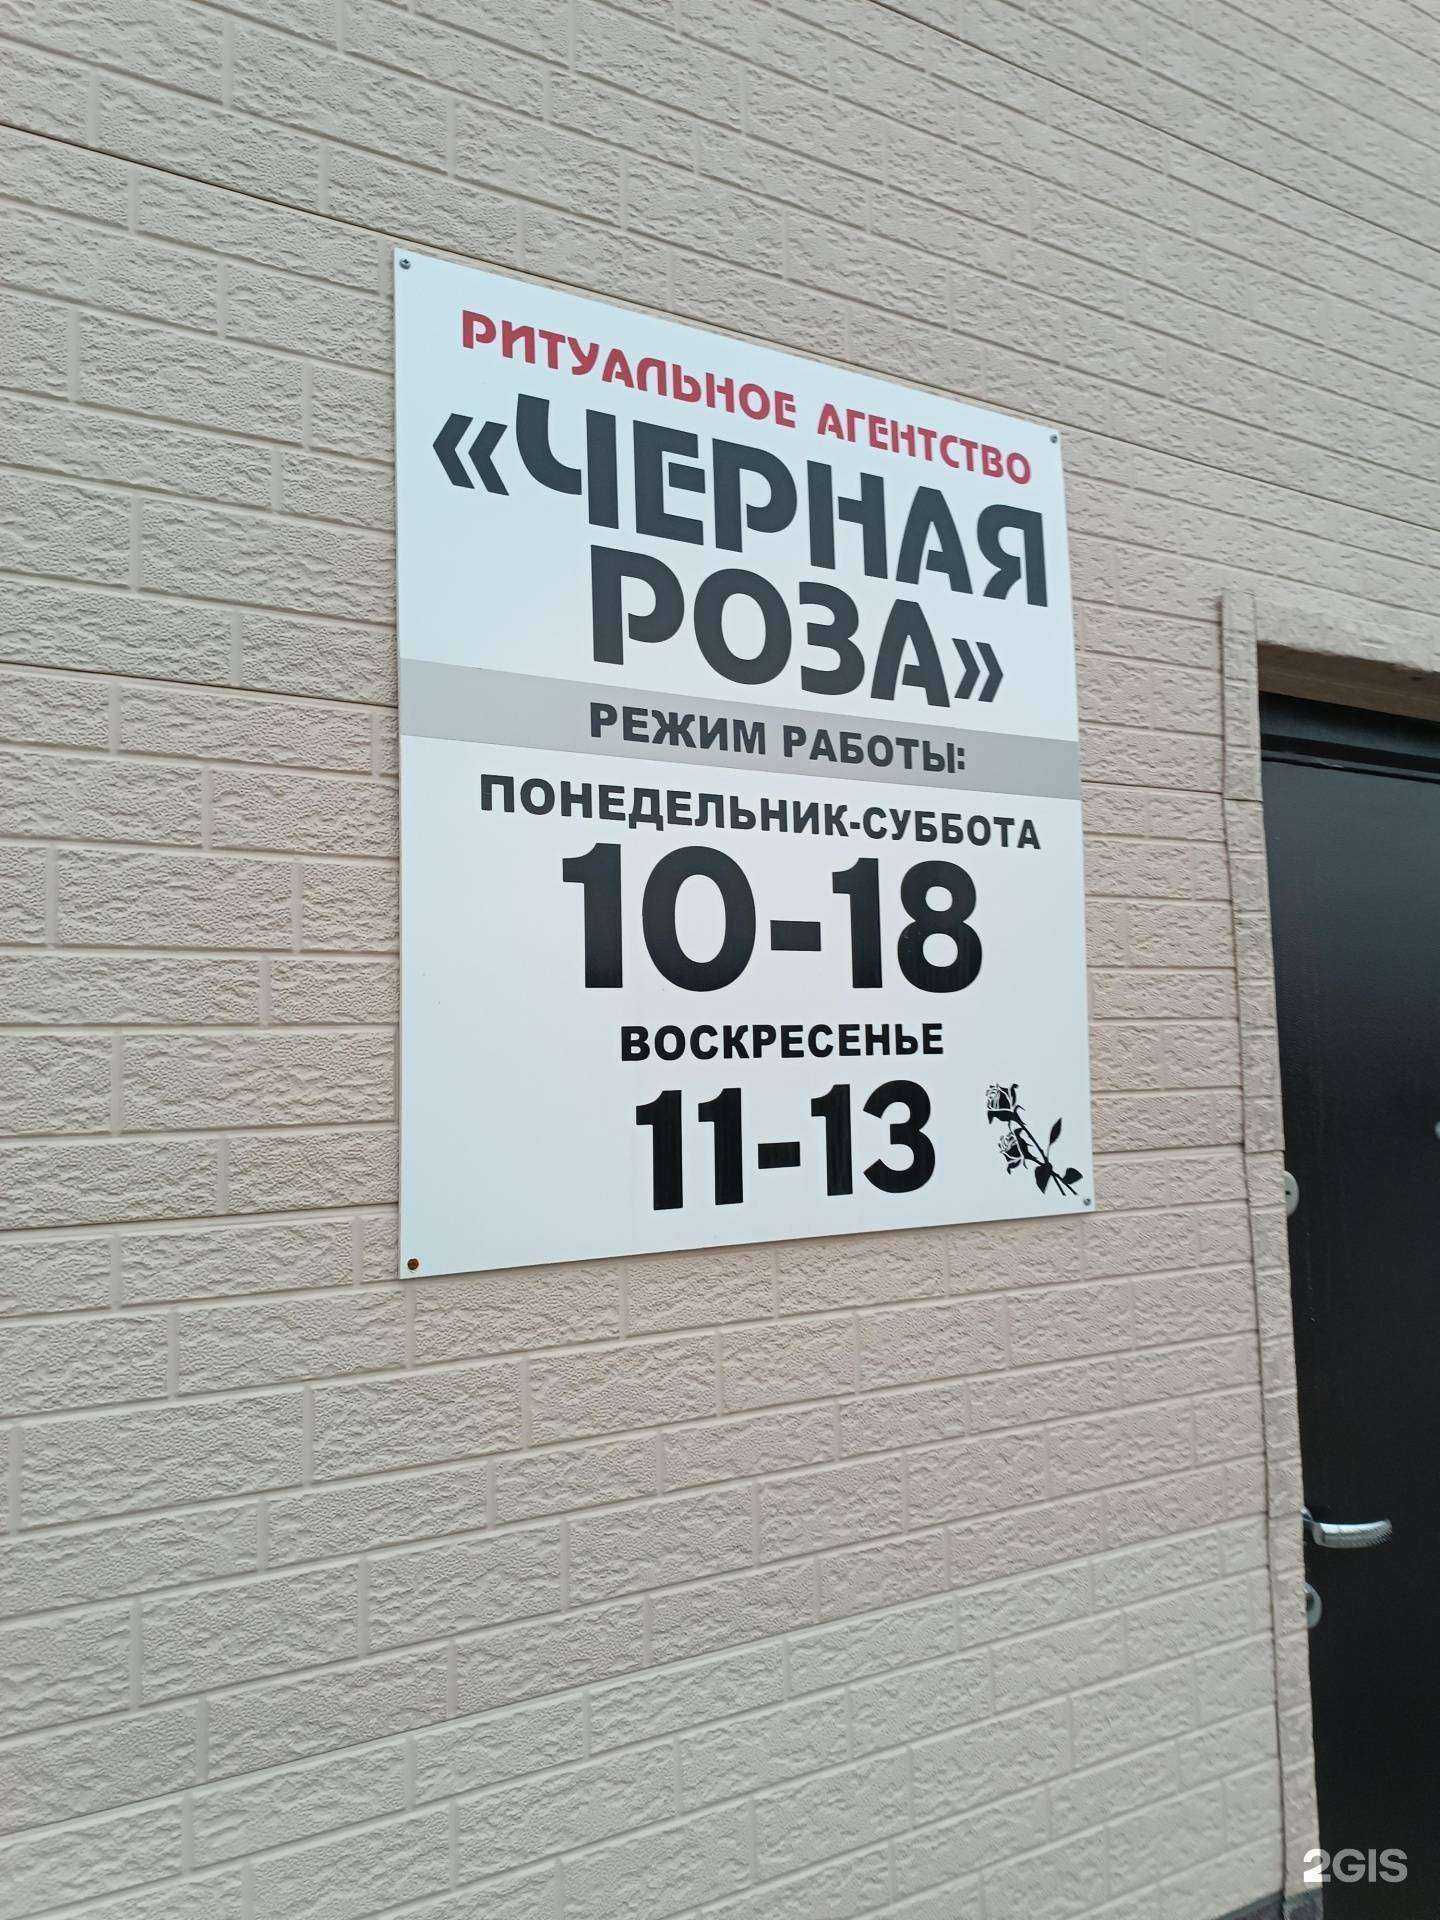 РИТУАЛЬНОЕ АГЕНТСТВО
«ЧЕРНАЯ
РОЗА»
РЕЖИМ РАБОТЫ:
ПОНЕДЕЛЬНИК-СУББОТА
10-18
ВОСКРЕСЕНЬЕ
11-13
2GIS